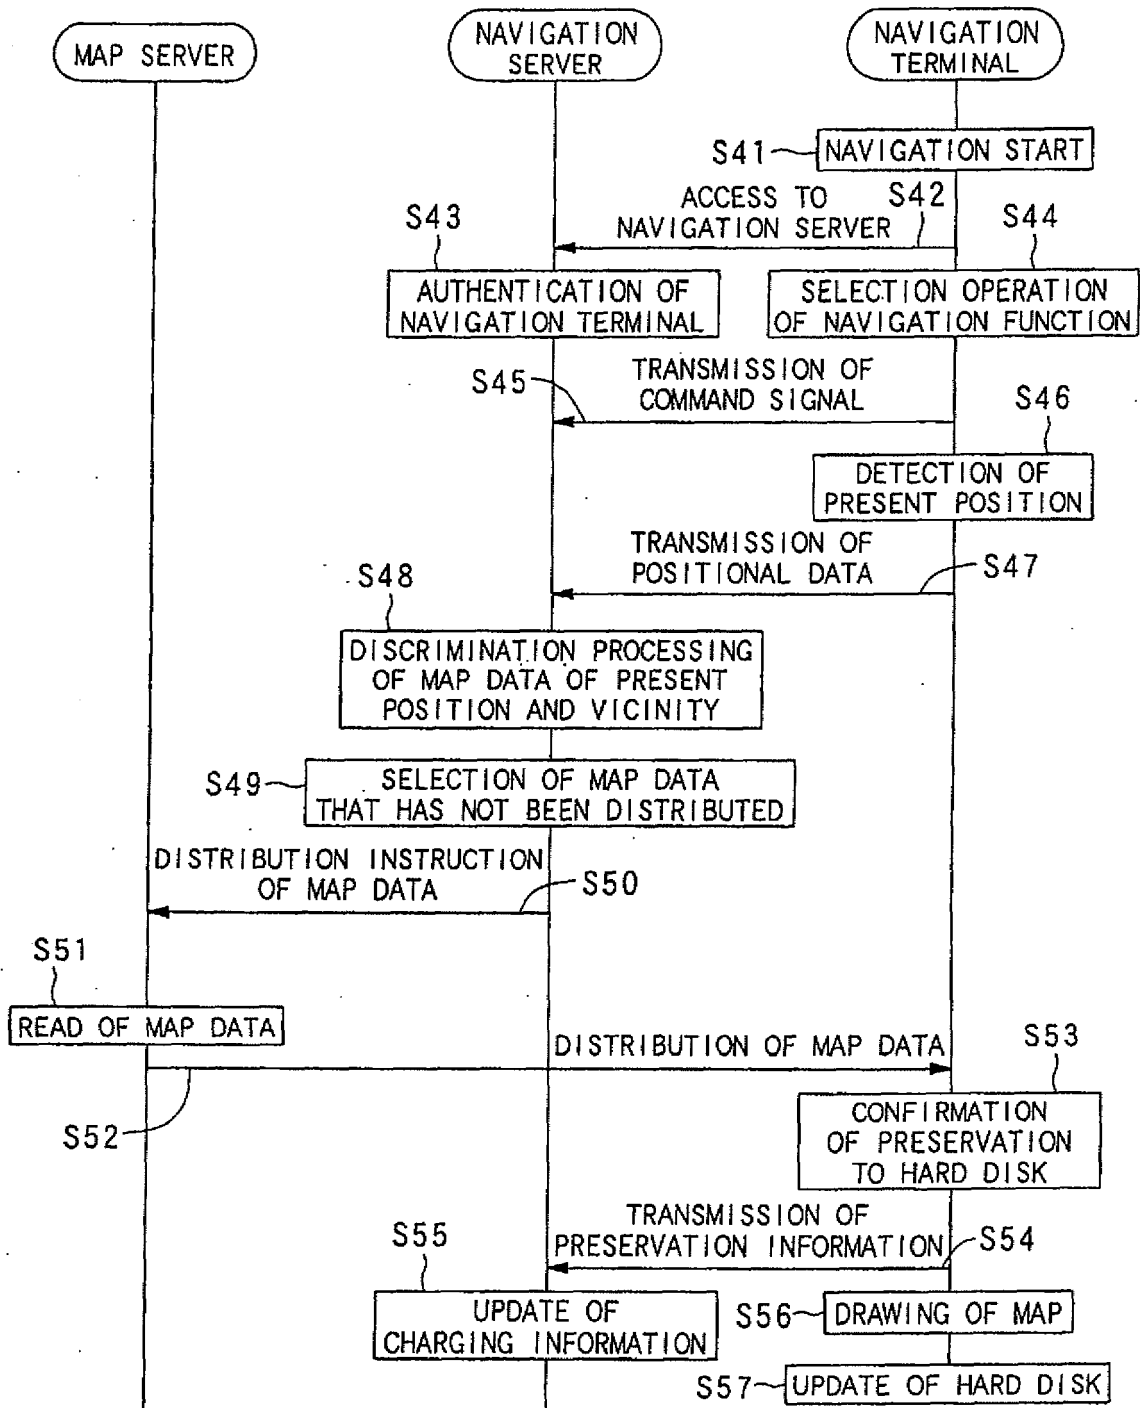 MAP SERVER
NAVIGATION
SERVER
NAVIGATION
TERMINAL
S41
NAVIGATION START
ACCESS TO
NAVIGATION SERVER
S42
S43
S44
AUTHENTICATION OF
NAVIGATION TERMINAL
SELECTION OPERATION
OF NAVIGATION FUNCTION
S45
TRANSMISSION OF
COMMAND SIGNAL
S46
DETECTION OF
PRESENT POSITION
TRANSMISSION OF
POSITIONAL DATA
S47
S48
DISCRIMINATION PROCESSING
OF MAP DATA OF PRESENT
POSITION AND VICINITY
S49
SELECTION OF MAP DATA
THAT HAS NOT BEEN DISTRIBUTED
DISTRIBUTION INSTRUCTION
OF MAP DATA
S50
S51
READ OF MAP DATA
DISTRIBUTION OF MAP DATA
S52
S53
CONFIRMATION
OF PRESERVATION
TO HARD DISK
TRANSMISSION OF
PRESERVATION INFORMATION
S54
S55
UPDATE OF
CHARGING INFORMATION
S56
DRAWING OF MAP
S57
UPDATE OF HARD DISK